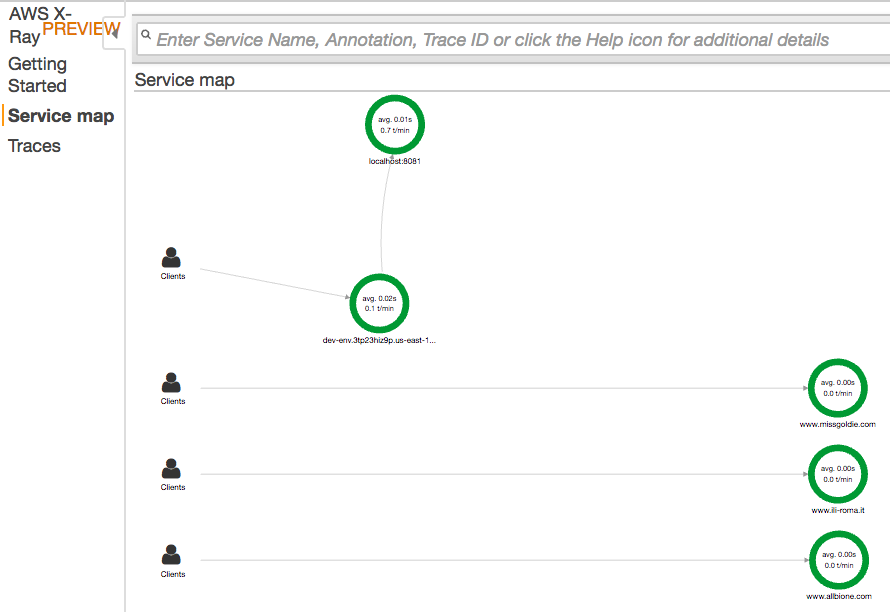 AWS X-
Ray PREVIEW
Getting
Started
Service map
Traces
Enter Service Name, Annotation, Trace ID or click the Help icon for additional details
Service map
avg. 0.01s
0.7 t/min
localhost:8081
Clients
avg. 0.02s
0.1 t/min
dev-env.3tp23hiz9p.us-east-1...
Clients
avg. 0.00s
0.0 t/min
www.missgoldie.com
Clients
avg. 0.00s
0.0 t/min
www.ili-roma.it
Clients
avg. 0.00s
0.0 t/min
www.allbione.com